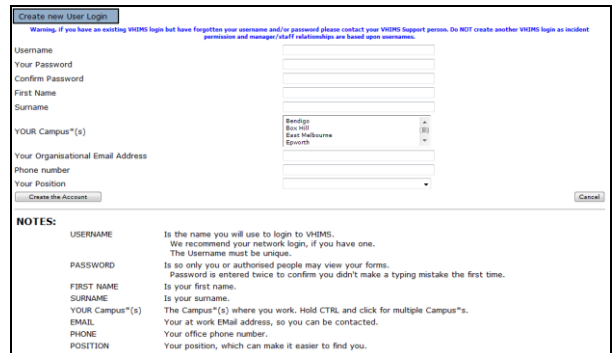 Create new User Login
Warning, if you have an existing VHIMS login but have forgotten your username and/or password please contact your VHIMS Support person. Do NOT create another VHIMS login as incident
permission and manager/staff relationships are based upon usernames.
Username
Your Password
Confirm Password
First Name
Surname
YOUR Campus"(s)
Bendigo
Box Hill
East Melbourne
Epworth
Your Organisational Email Address
Phone number
Your Position
Create the Account
Cancel
NOTES:
USERNAME Is the name you will use to login to VHIMS.
We recommend your network login, if you have one.
The Username must be unique.
PASSWORD Is so only you or authorised people may view your forms.
Password is entered twice to confirm you didn't make a typing mistake the first time.
FIRST NAME Is your first name.
SURNAME Is your surname.
YOUR Campus"(s) The Campus"(s) where you work. Hold CTRL and click for multiple Campus"s.
EMAIL Your at work EMail address, so you can be contacted.
PHONE Your office phone number.
POSITION Your position, which can make it easier to find you.